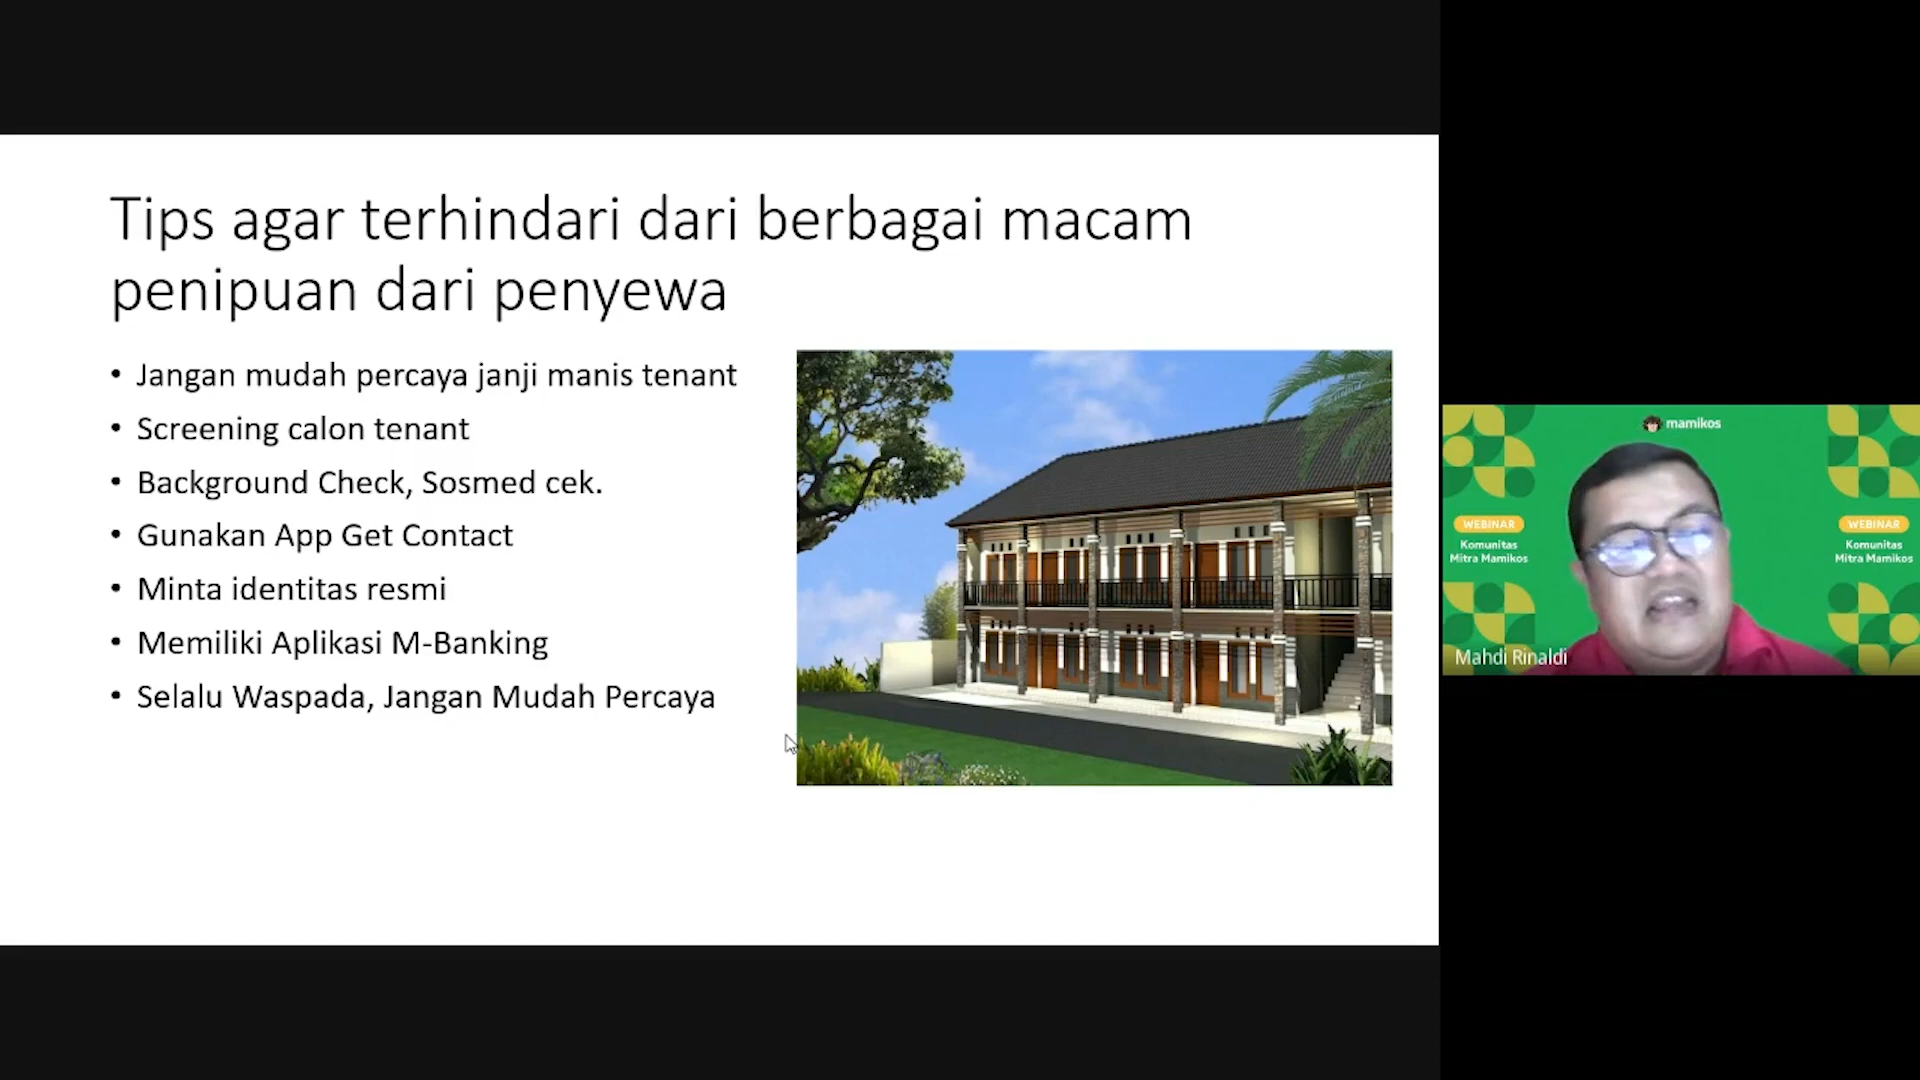 Tips agar terhindari dari berbagai macam
penipuan dari penyewa
• Jangan mudah percaya janji manis tenant
• Screening calon tenant
• Background Check, Sosmed cek.
• Gunakan App Get Contact
• Minta identitas resmi
• Memiliki Aplikasi M-Banking
• Selalu Waspada, Jangan Mudah Percaya
mamikos
WEBINAR
Komunitas
Mitra Mamikos
WEBINAR
Komunitas
Mitra Mamikos
Mahdi Rinaldi